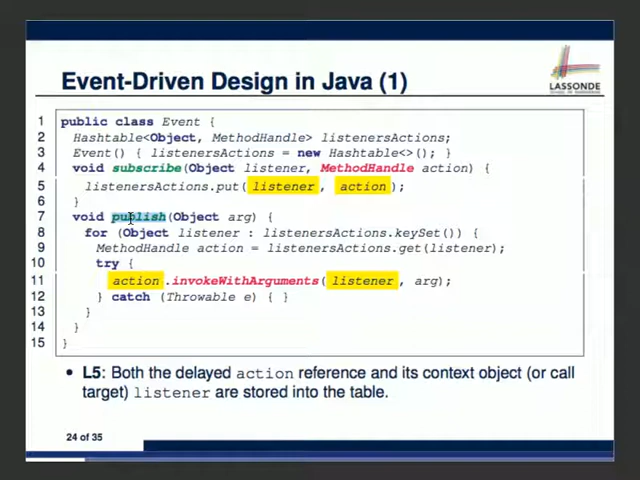 Event-Driven Design in Java (1)
LASSONDE
1 public class Event {
2 Hashtable<Object, MethodHandle> listenersActions;
3 Event() { listenersActions = new Hashtable<>(); }
4 void subscribe(Object listener, MethodHandle action) {
5 listenersActions.put( listener , action );
6 }
7 void publish(Object arg) {
8 for (Object listener : listenersActions.keySet()) {
9 MethodHandle action = listenersActions.get(listener);
10 try {
11 action .invokeWithArguments( listener , arg);
12 } catch (Throwable e) { }
13 }
14 }
15 }
• L5: Both the delayed action reference and its context object (or call
target) listener are stored into the table.
24 of 35